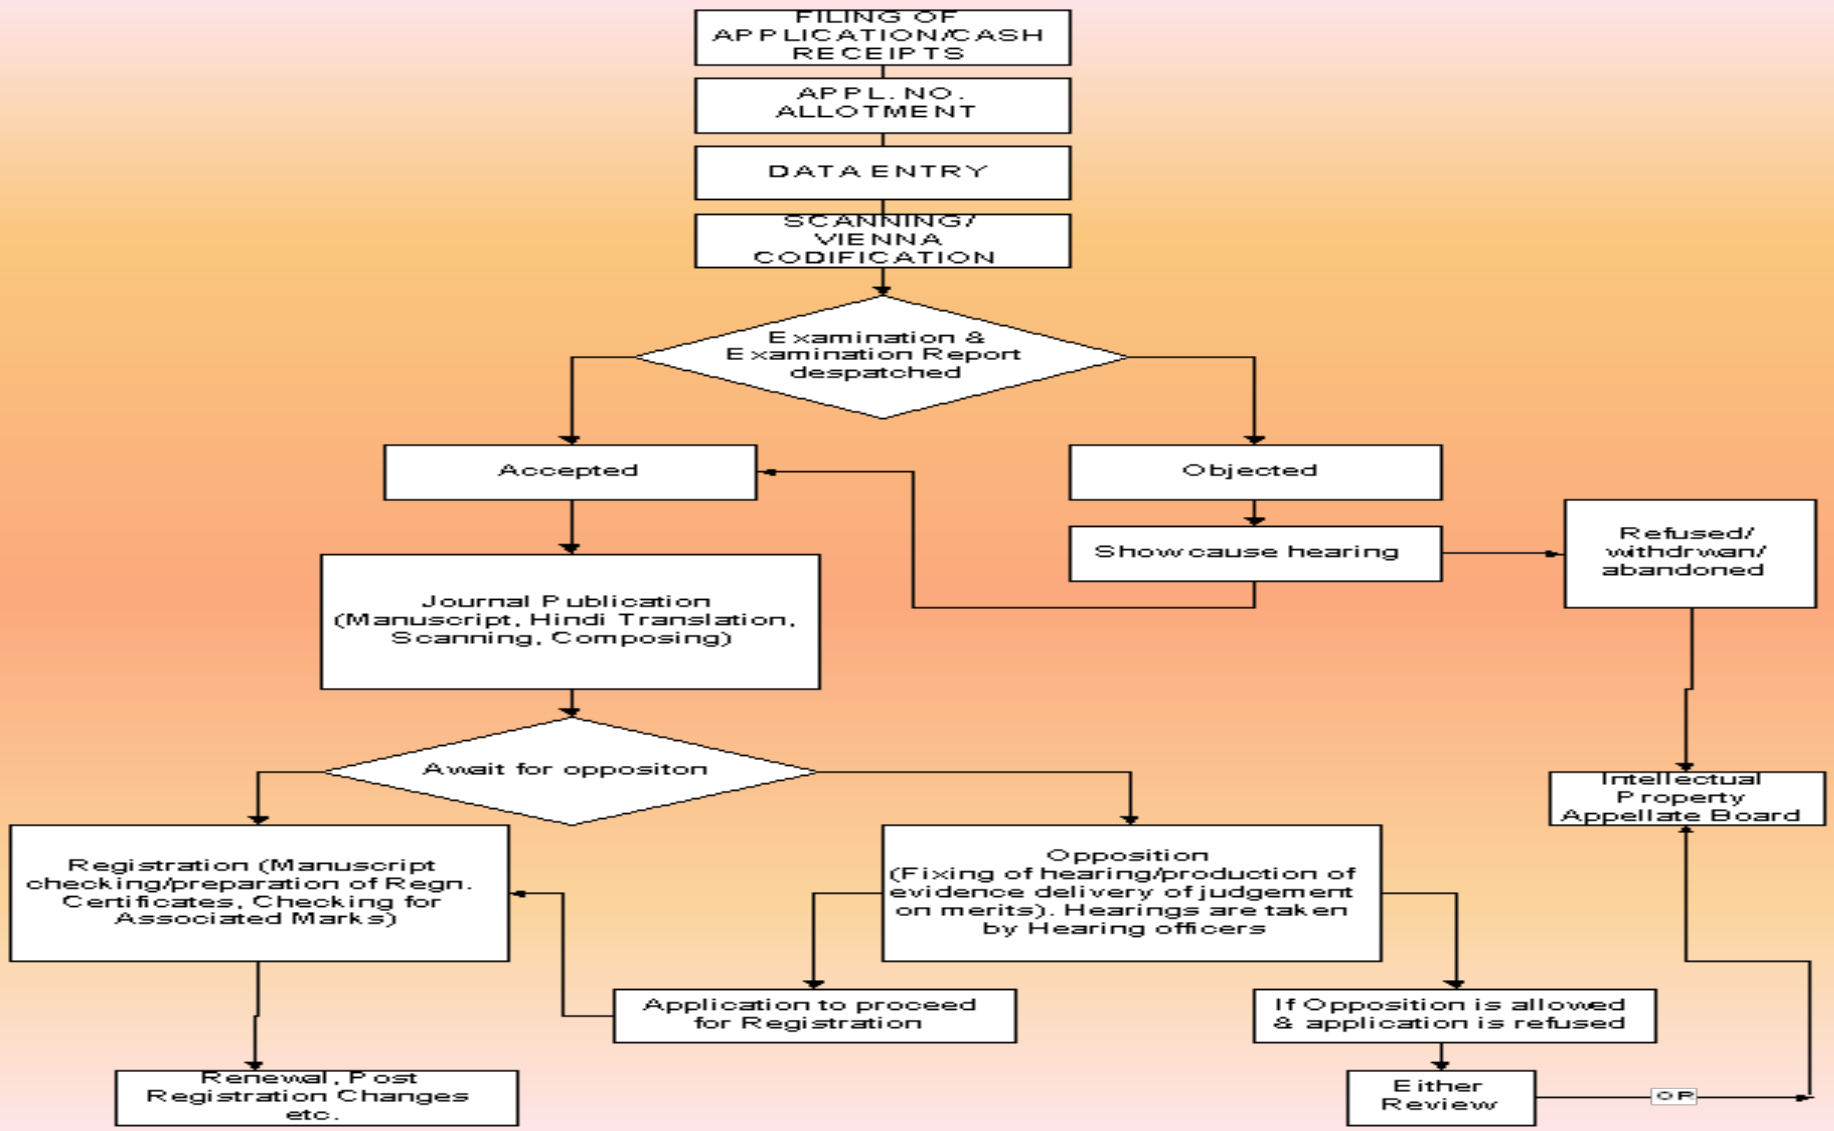 FILING OF
APPLICATION/CASH
RECEIPTS
APPL. NO.
ALLOTMENT
DATA ENTRY
SCANNING/
VIENNA
CODIFICATION
Examination &
Examination Report
despatched
Accepted
Objected
Show cause hearing
Refused/
withdrwan/
abandoned
Journal Publication
(Manuscript, Hindi Translation,
Scanning, Composing)
Await for oppositon
Intellectual
Property
Appellate Board
Registration (Manuscript
checking/preparation of Regn.
Certificates, Checking for
Associated Marks)
Opposition
(Fixing of hearing/production of
evidence delivery of judgement
on merits). Hearings are taken
by Hearing officers
Application to proceed
for Registration
If Opposition is allowed
& application is refused
Renewal, Post
Registration Changes
etc.
Either
Review
OR